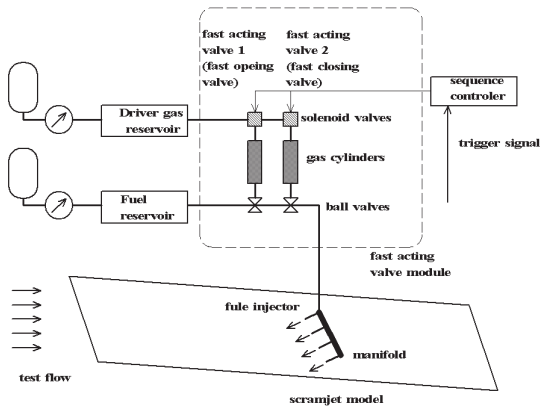 fast acting
valve 1
(fast opeing
valve)
fast acting
valve 2
(fast closing
valve)
sequence
controler
Driver gas
reservoir
solenoid valves
trigger signal
gas cylinders
Fuel
reservoir
ball valves
fast acting
valve module
fule injector
manifold
test flow
scramjet model